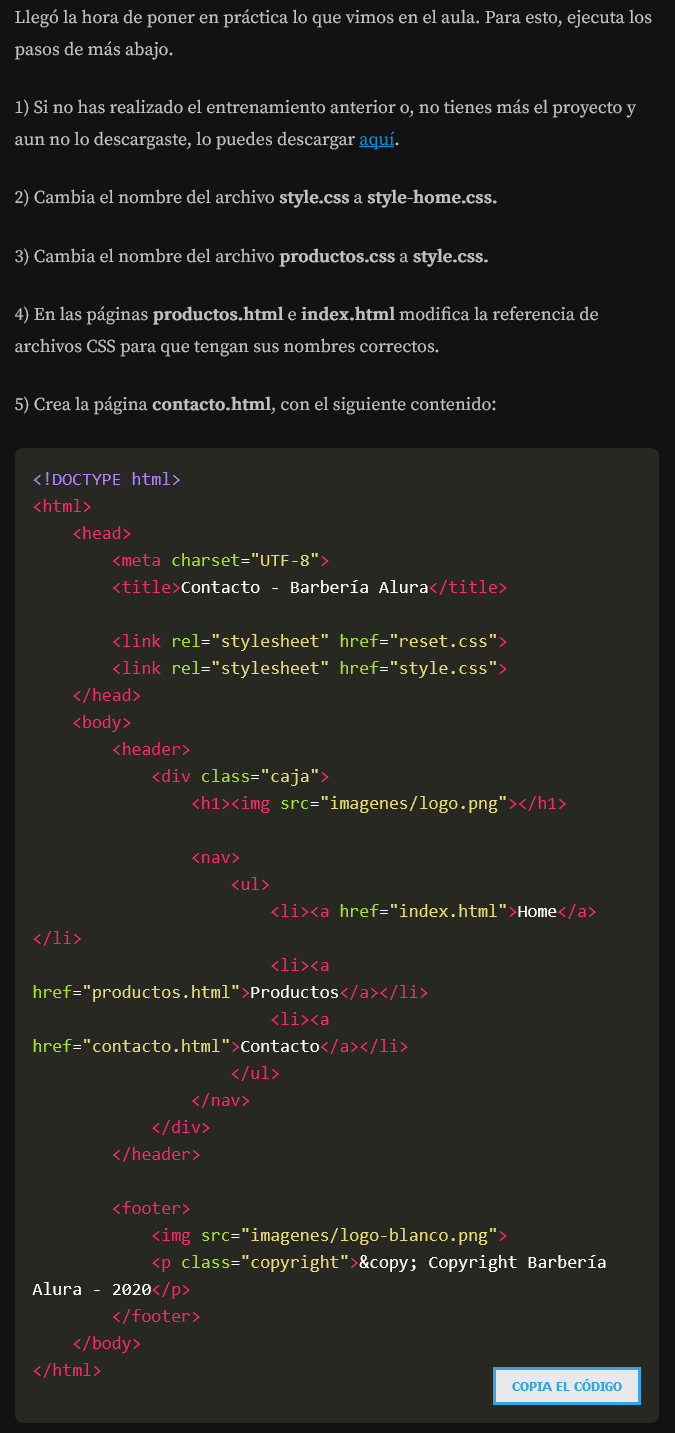 Llegó la hora de poner en práctica lo que vimos en el aula. Para esto, ejecuta los
pasos de más abajo.
1) Si no has realizado el entrenamiento anterior o, no tienes más el proyecto y
aun no lo descargaste, lo puedes descargar aquí.
2) Cambia el nombre del archivo style.css a style-home.css.
3) Cambia el nombre del archivo productos.css a style.css.
4) En las páginas productos.html e index.html modifica la referencia de
archivos CSS para que tengan sus nombres correctos.
5) Crea la página contacto.html, con el siguiente contenido:
<!DOCTYPE html>
<html>
    <head>
        <meta charset="UTF-8">
        <title>Contacto - Barbería Alura</title>

        <link rel="stylesheet" href="reset.css">
        <link rel="stylesheet" href="style.css">
    </head>
    <body>
        <header>
            <div class="caja">
                <h1><img src="imagenes/logo.png"></h1>

                <nav>
                    <ul>
                        <li><a href="index.html">Home</a>
</li>
                        <li><a
href="productos.html">Productos</a></li>
                        <li><a
href="contacto.html">Contacto</a></li>
                    </ul>
                </nav>
            </div>
        </header>

        <footer>
            <img src="imagenes/logo-blanco.png">
            <p class="copyright">&copy; Copyright Barbería
Alura - 2020</p>
        </footer>
    </body>
</html>
COPIA EL CÓDIGO